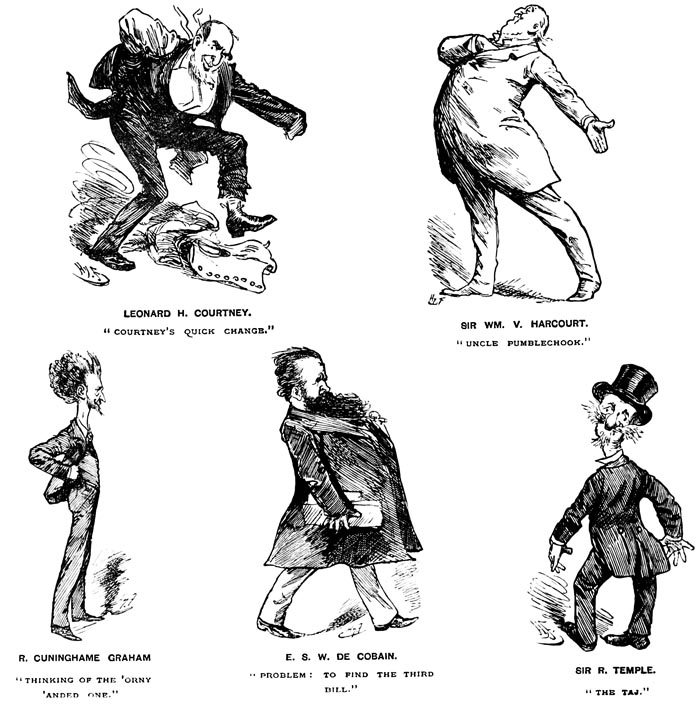 LEONARD H. COURTNEY.
"COURTNEY'S QUICK CHANGE."
H.F.
SIR WM. V. HARCOURT.
"UNCLE PUMBLECHOOK."
R. CUNINGHAME GRAHAM
"THINKING OF THE 'ORNY
'ANDED ONE."
E. S. W. DE COBAIN.
"PROBLEM: TO FIND THE THIRD
BILL."
SIR R. TEMPLE.
"THE TAJ."